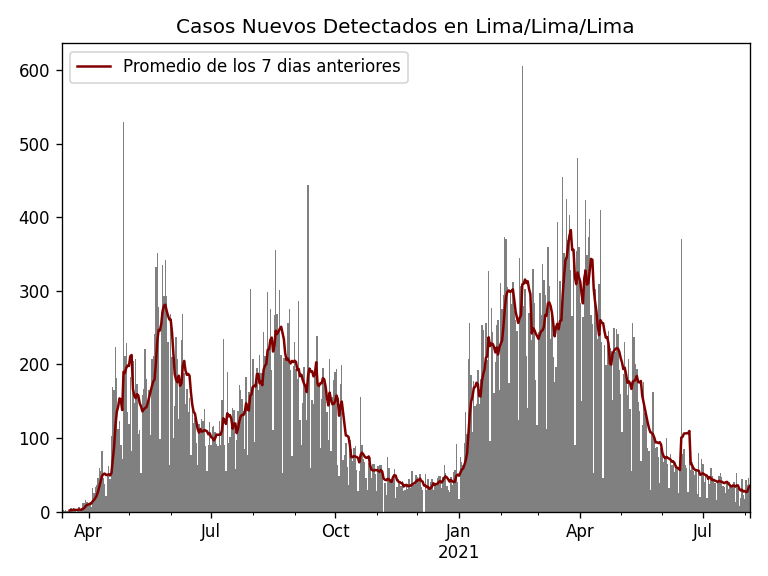 Casos Nuevos Detectados en Lima/Lima/Lima
Promedio de los 7 dias anteriores
600
500
400
300
200
100
0
Apr
Jul
Oct
Jan
2021
Apr
Jul